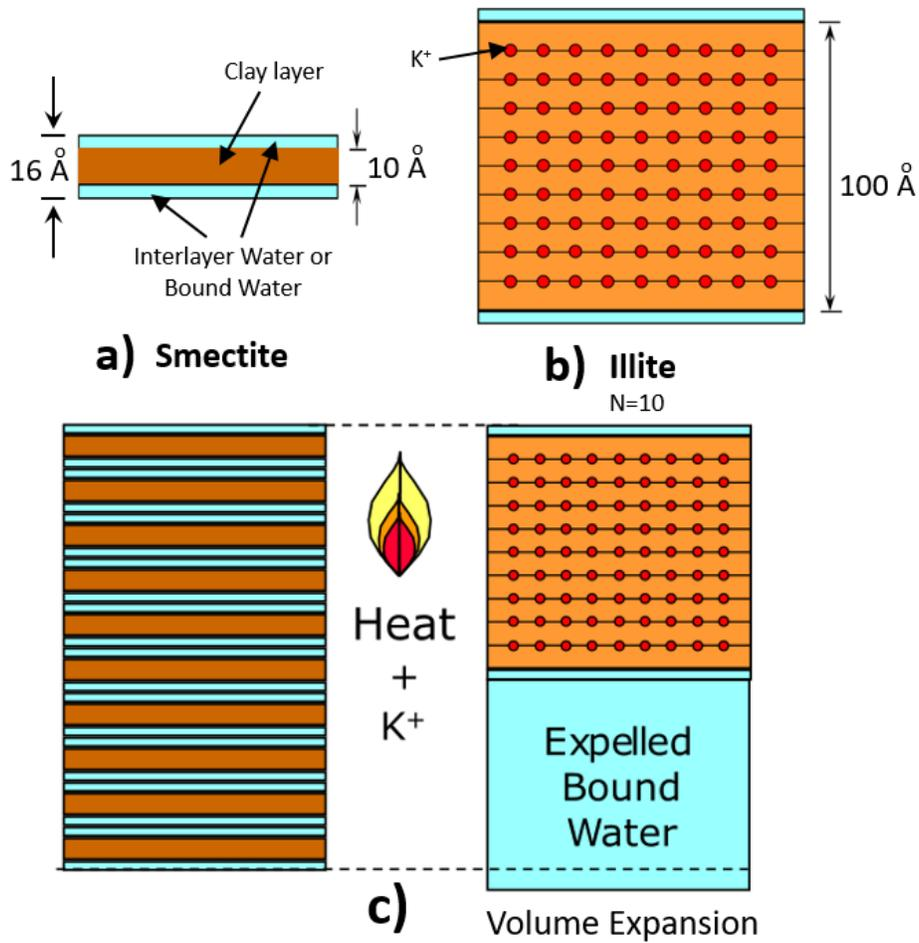 K⁺
Clay layer
16 Å
10 Å
100 Å
Interlayer Water or
Bound Water
a) Smectite
b) Illite
N=10
Heat
+
K⁺
Expelled
Bound
Water
c)
Volume Expansion